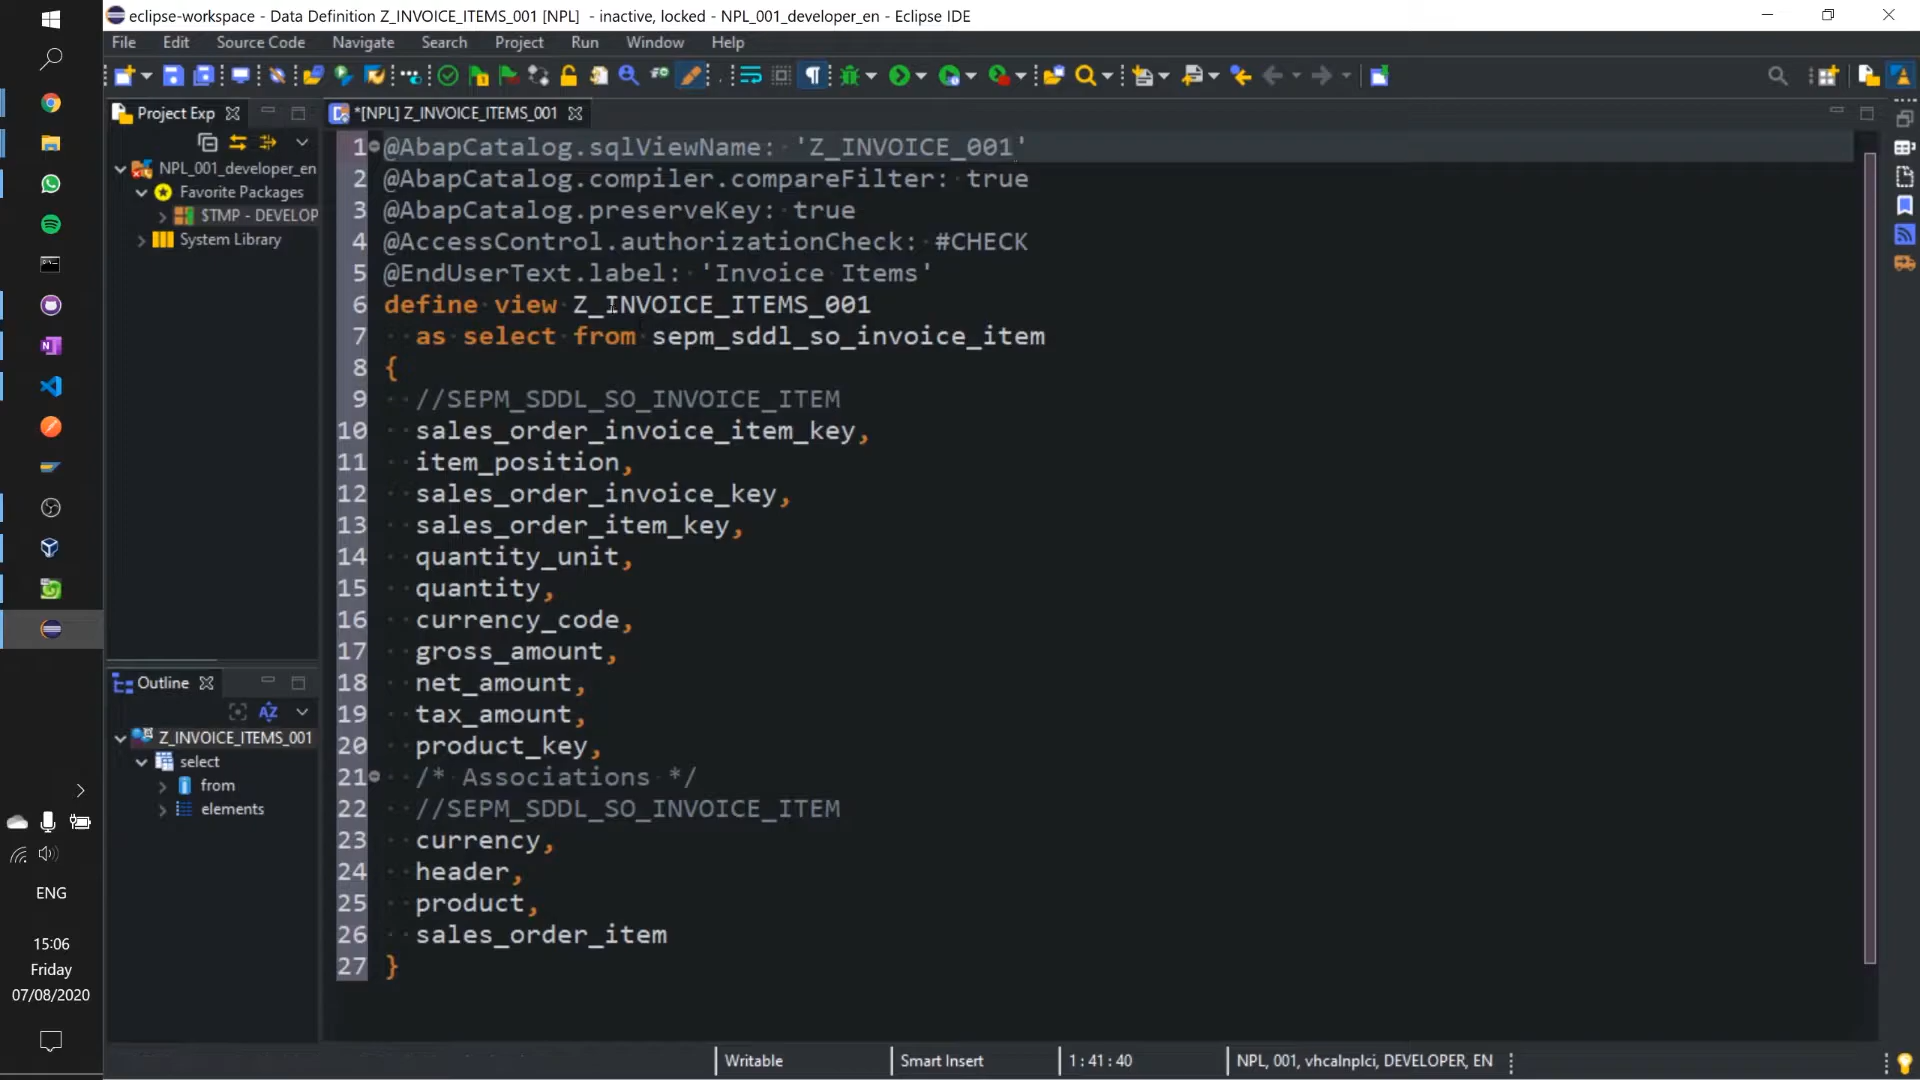 eclipse-workspace - Data Definition Z_INVOICE_ITEMS_001 [NPL]  - inactive, locked - NPL_001_developer_en - Eclipse IDE
File Edit Source Code Navigate Search Project Run Window Help
Project Exp
*[NPL] Z_INVOICE_ITEMS_001
NPL_001_developer_en
Favorite Packages
$TMP - DEVELOP
System Library
1 @AbapCatalog.sqlViewName: 'Z_INVOICE_001'
2 @AbapCatalog.compiler.compareFilter: true
3 @AbapCatalog.preserveKey: true
4 @AccessControl.authorizationCheck: #CHECK
5 @EndUserText.label: 'Invoice Items'
6 define view Z_INVOICE_ITEMS_001
7 as select from sepm_sddl_so_invoice_item
8 {
9 //SEPM_SDDL_SO_INVOICE_ITEM
10 sales_order_invoice_item_key,
11 item_position,
12 sales_order_invoice_key,
13 sales_order_item_key,
14 quantity_unit,
15 quantity,
16 currency_code,
17 gross_amount,
18 net_amount,
19 tax_amount,
20 product_key,
21 /* Associations */
22 //SEPM_SDDL_SO_INVOICE_ITEM
23 currency,
24 header,
25 product,
26 sales_order_item
27 }
Outline
Z_INVOICE_ITEMS_001
select
from
elements
ENG
15:06
Friday
07/08/2020
Writable
Smart Insert
1 : 41 : 40
NPL, 001, vhcalnplci, DEVELOPER, EN